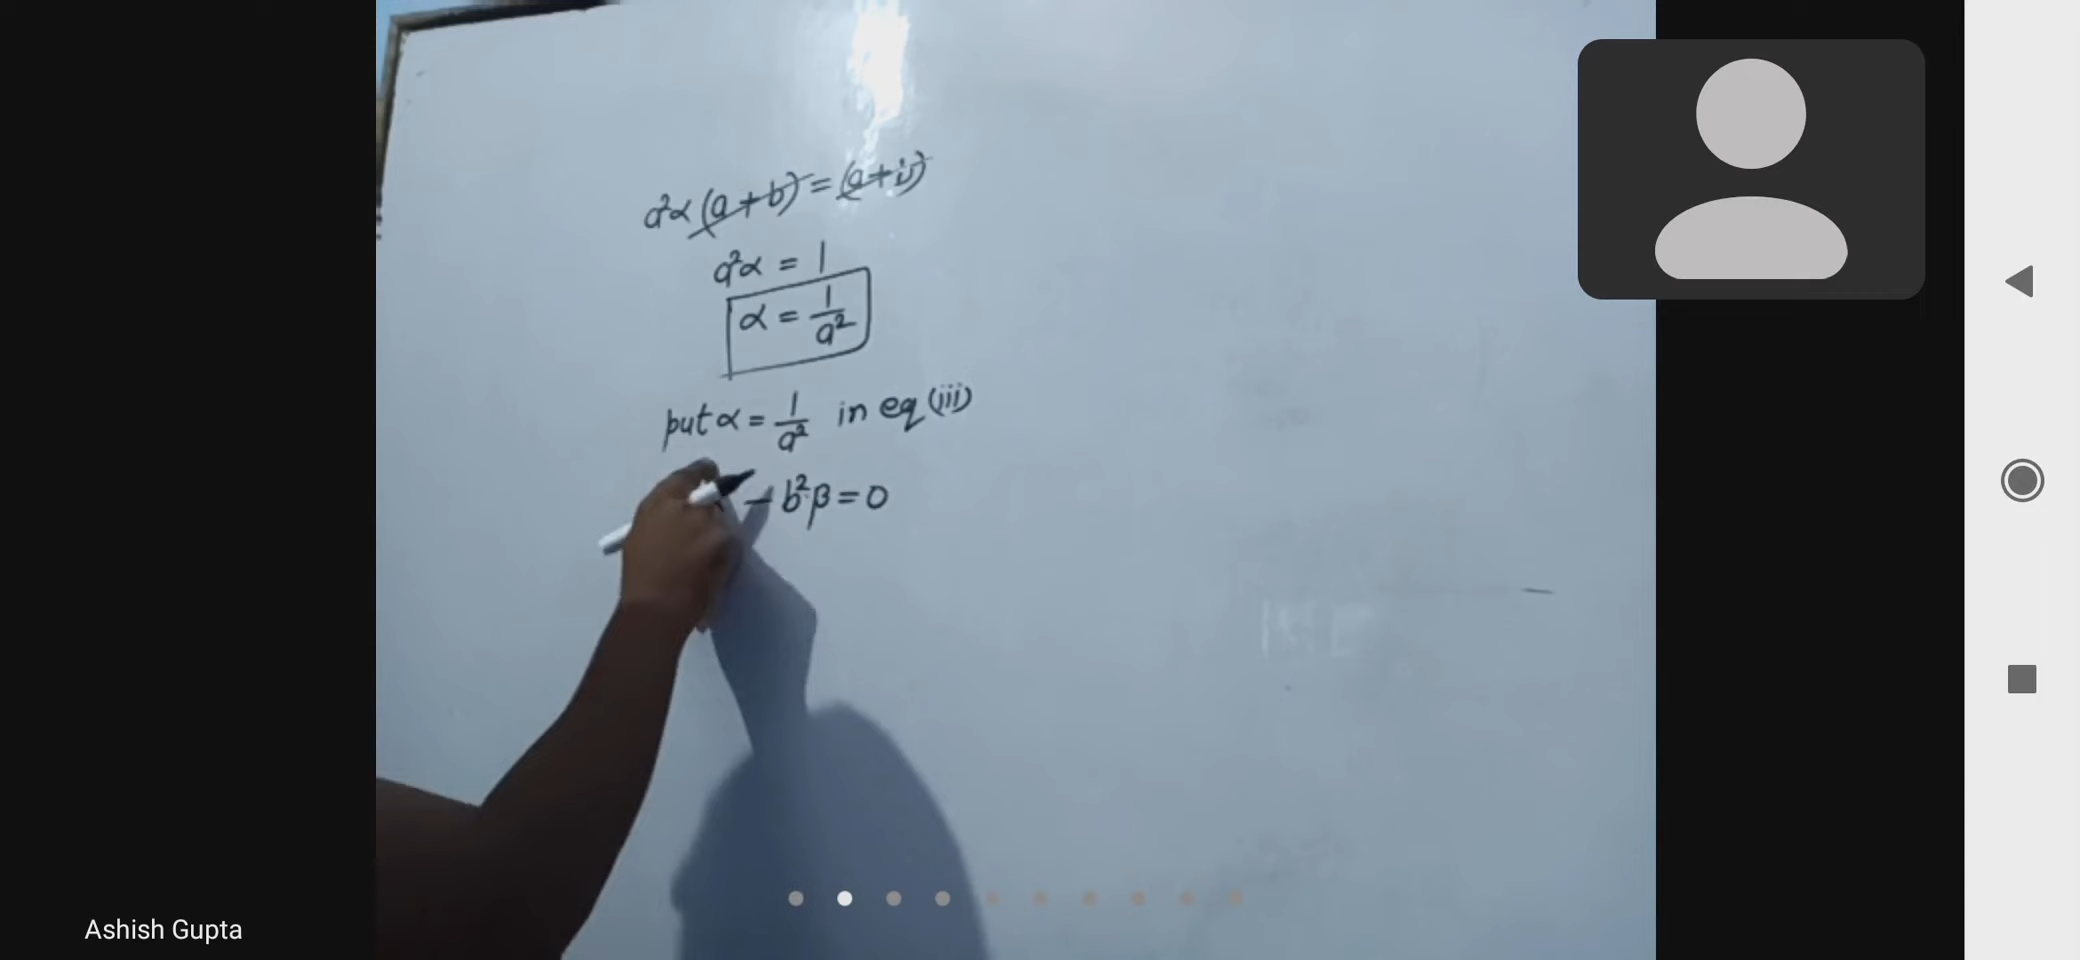 a²α(a+b) = (a+b)
a²α = 1
α = 1/a²
put α = 1/a² in eq (iii)
– b²β = 0
Ashish Gupta